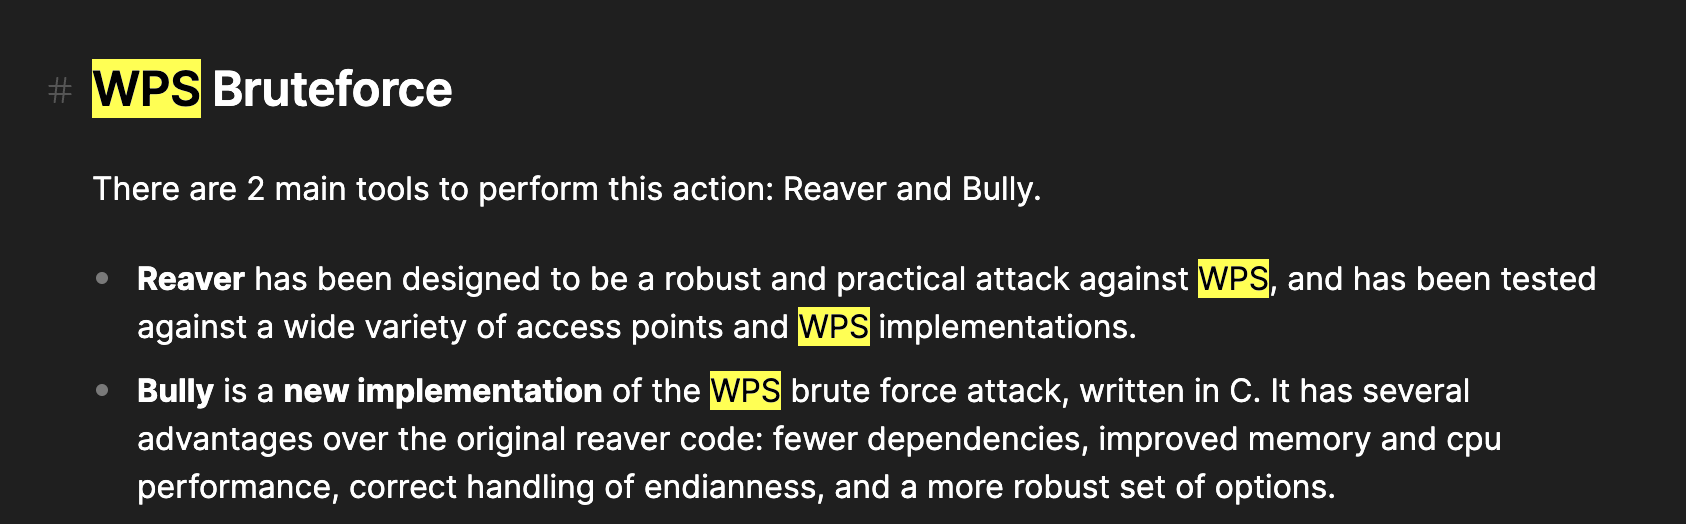 # WPS Bruteforce
There are 2 main tools to perform this action: Reaver and Bully.
• Reaver has been designed to be a robust and practical attack against WPS, and has been tested
against a wide variety of access points and WPS implementations.
• Bully is a new implementation of the WPS brute force attack, written in C. It has several
advantages over the original reaver code: fewer dependencies, improved memory and cpu
performance, correct handling of endianness, and a more robust set of options.